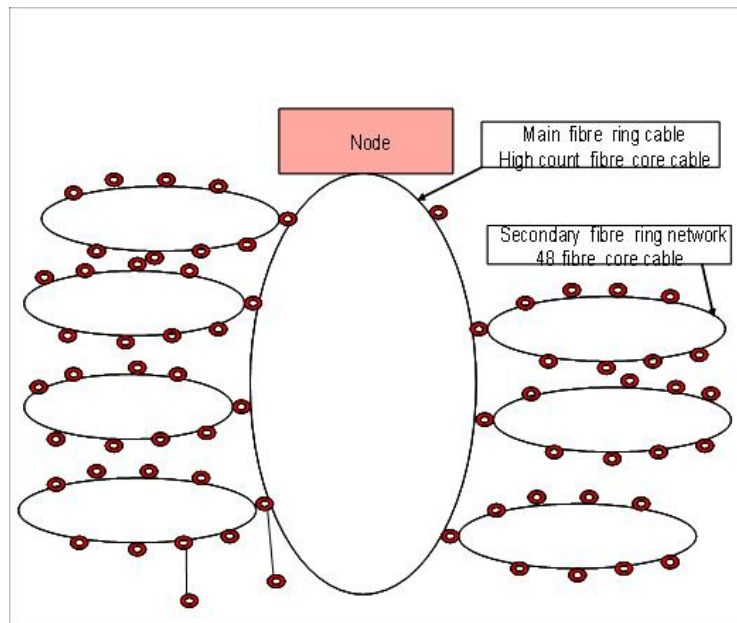 Node
Main fibre ring cable
High count fibre core cable
Secondary fibre ring network
48 fibre core cable